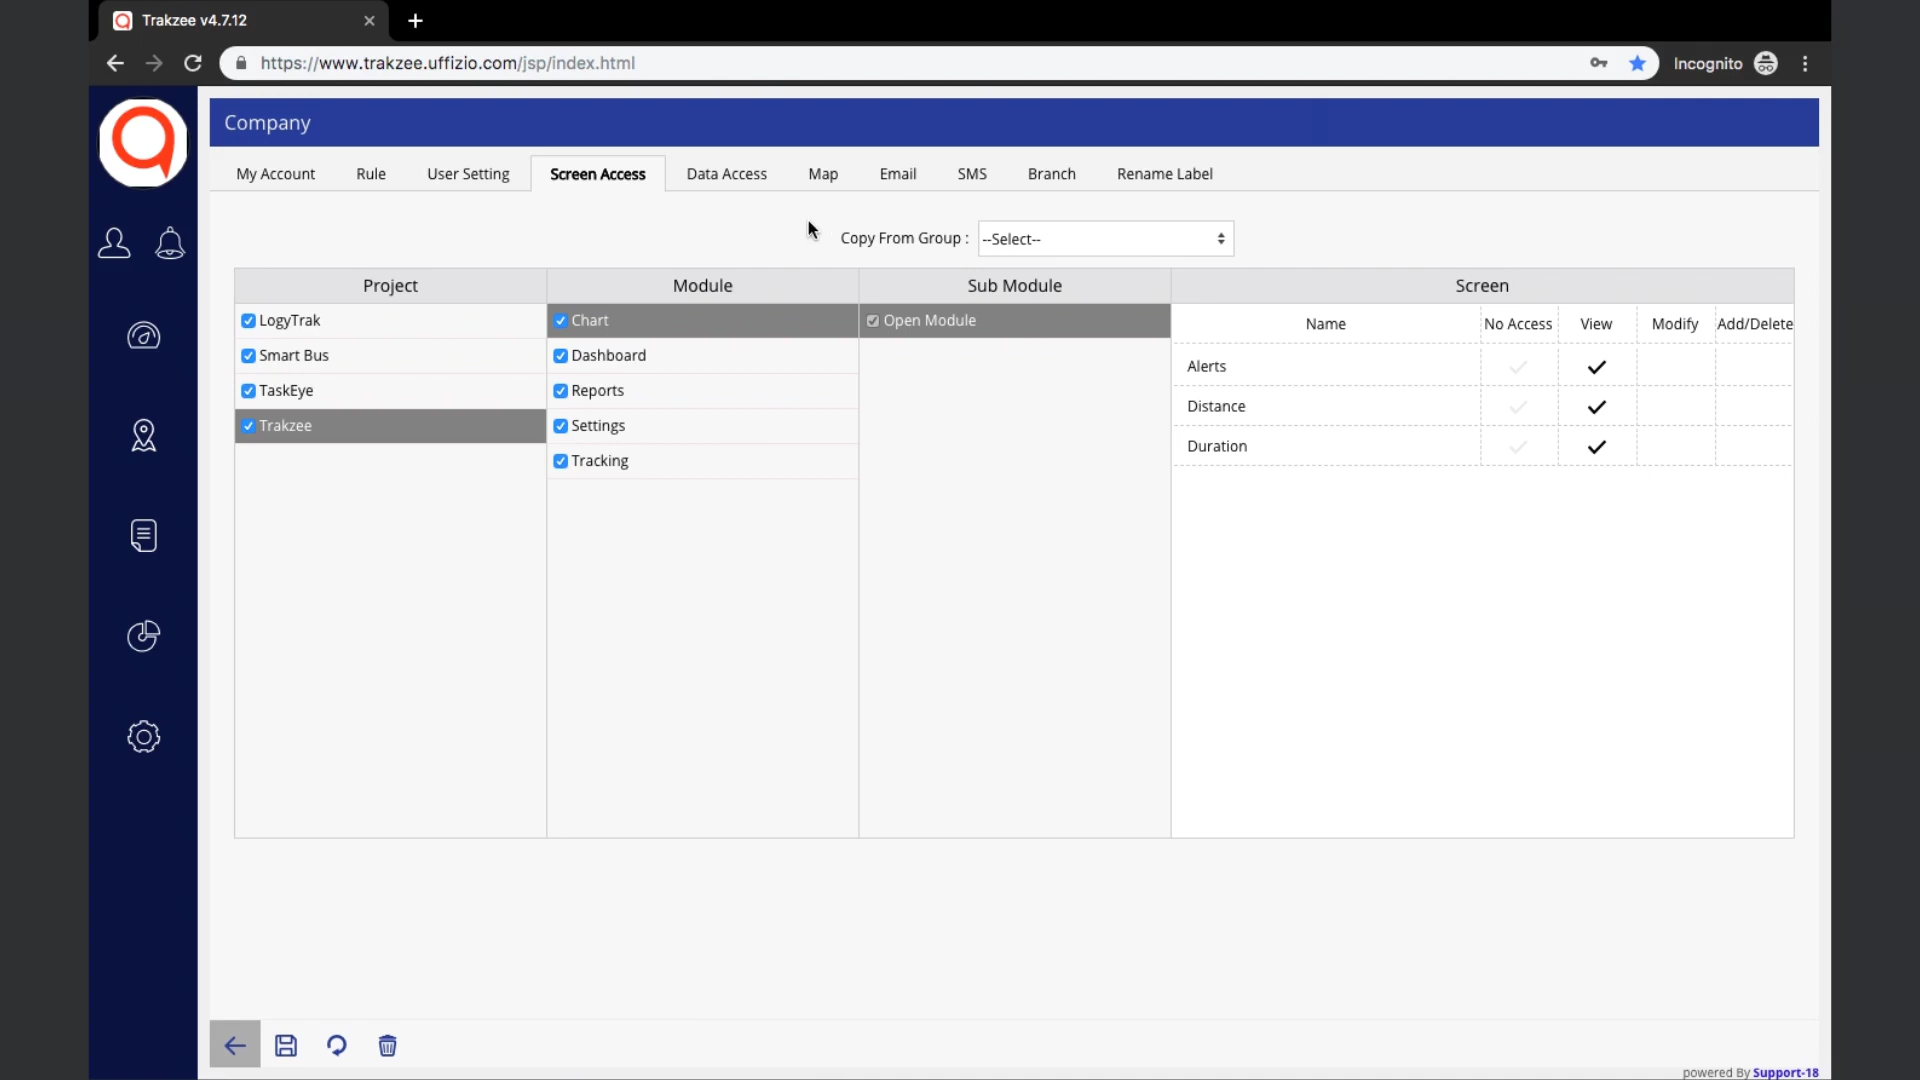 Trakzee v4.7.12
https://www.trakzee.uffizio.com/jsp/index.html
Incognito
Company
My Account Rule User Setting Screen Access Data Access Map Email SMS Branch Rename Label
Copy From Group : --Select--
Project Module Sub Module Screen
LogyTrak Chart Open Module Name No Access View Modify Add/Delete
Smart Bus Dashboard
Alerts
TaskEye Reports
Distance
Trakzee Settings
Duration
Tracking
powered By Support-18